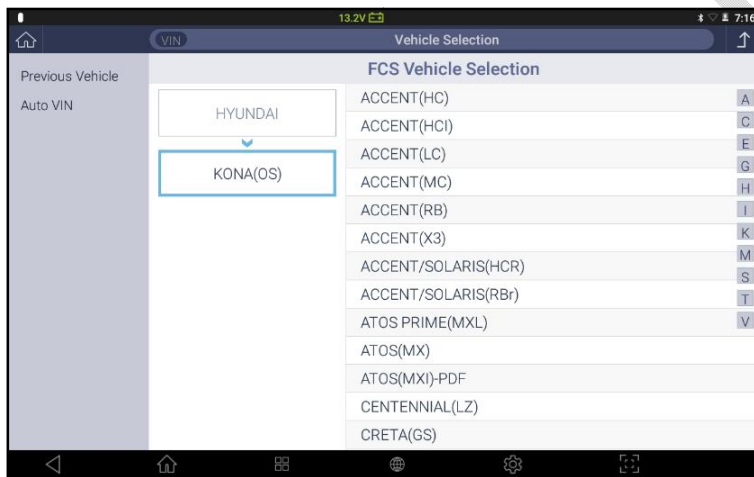 13.2V
7:16
VIN
Vehicle Selection
FCS Vehicle Selection
Previous Vehicle
Auto VIN
HYUNDAI
KONA(OS)
ACCENT(HC)
ACCENT(HCI)
ACCENT(LC)
ACCENT(MC)
ACCENT(RB)
ACCENT(X3)
ACCENT/SOLARIS(HCR)
ACCENT/SOLARIS(RBr)
ATOS PRIME(MXL)
ATOS(MX)
ATOS(MXI)-PDF
CENTENNIAL(LZ)
CRETA(GS)
A
C
E
G
H
I
K
M
S
T
V